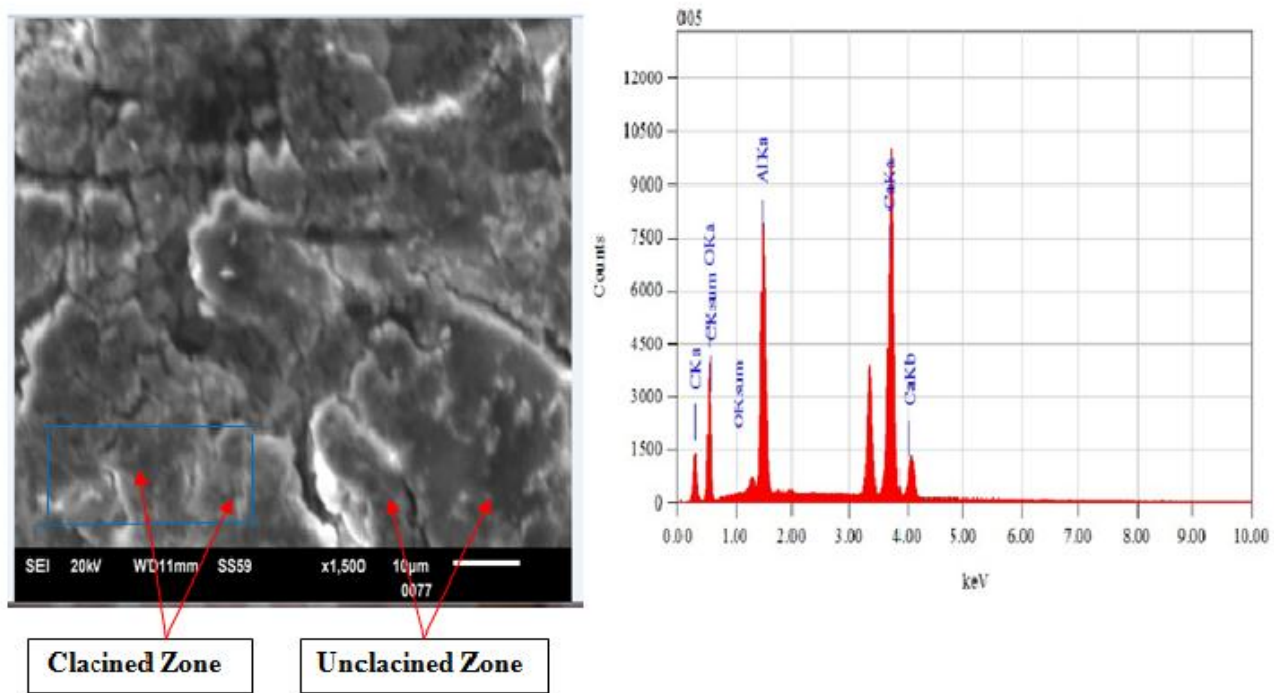 SEI 20kV WD11mm SS59 x1,500 10µm
0077
Clacined Zone
Unclacined Zone
005
12000
10500
9000
7500
6000
4500
3000
1500
0
Counts
CKa
CKsum OKa
OKsum
AlKa
CaKa
CaKb
0.00 1.00 2.00 3.00 4.00 5.00 6.00 7.00 8.00 9.00 10.00
keV